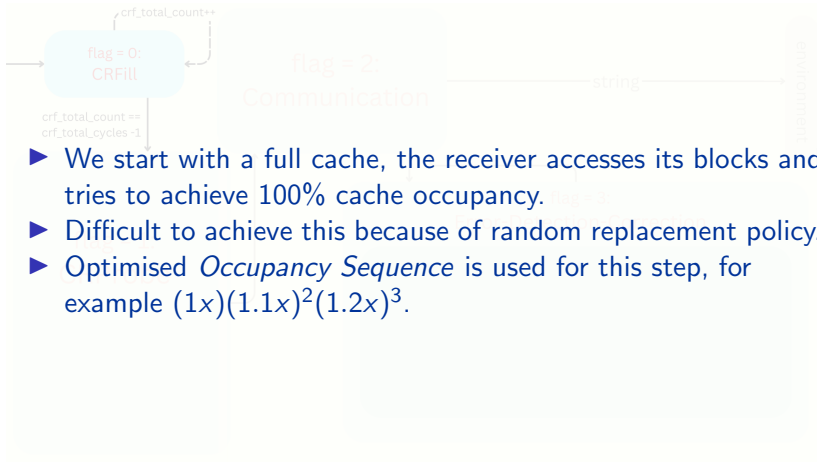 crf_total_count++
flag = 0:
CRFill
flag = 2:
Communication
string
environment
crf_total_count ==
crf_total_cycles -1
▶ We start with a full cache, the receiver accesses its blocks and
tries to achieve 100% cache occupancy.
▶ Difficult to achieve this because of random replacement policy.
▶ Optimised Occupancy Sequence is used for this step, for
example (1x)(1.1x)²(1.2x)³.